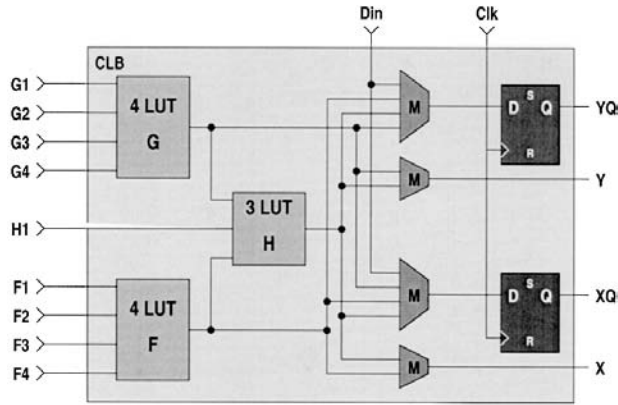 Din
Clk
CLB
G1
G2
G3
G4
4 LUT
G
M
D
S
Q
R
YQ
M
Y
H1
3 LUT
H
F1
F2
F3
F4
4 LUT
F
M
D
S
Q
R
XQ
M
X